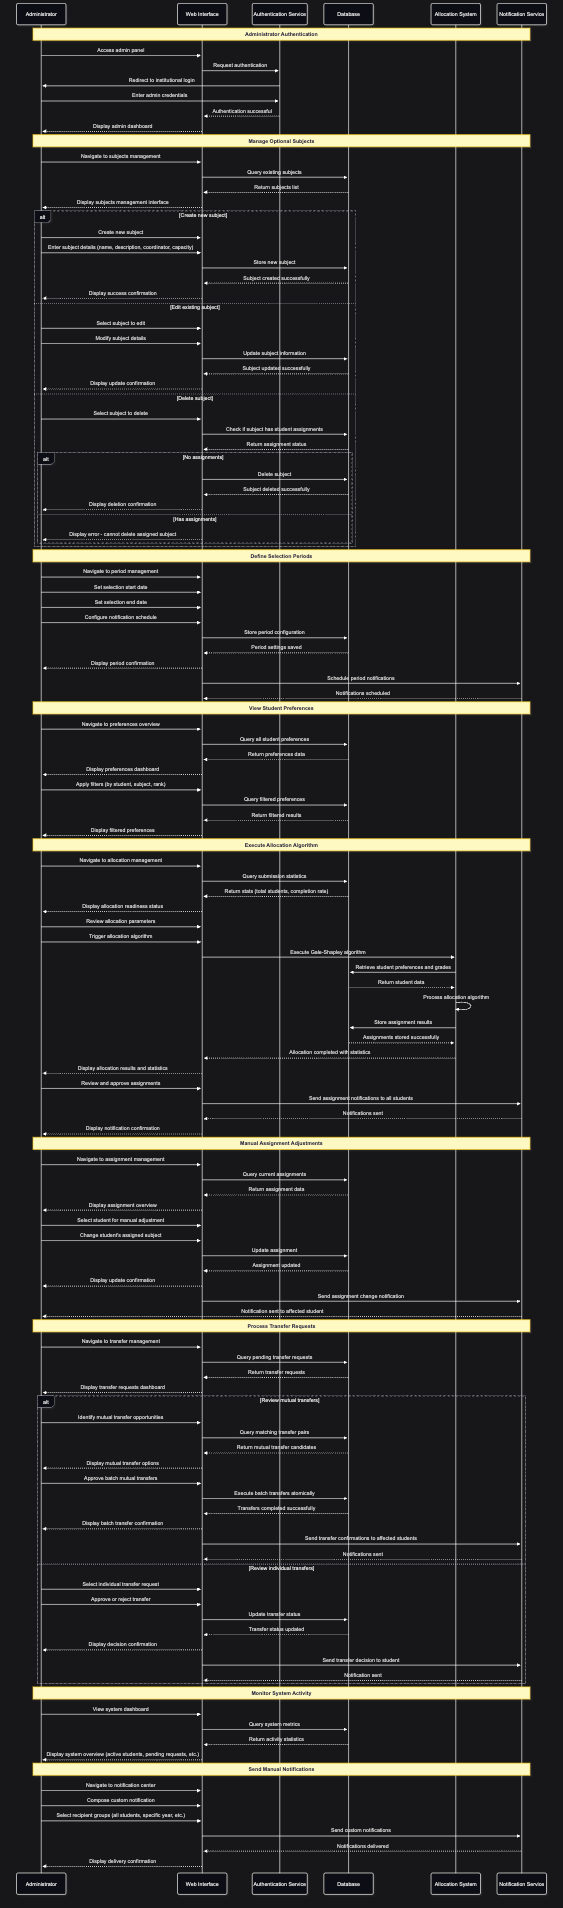 Administrator
Web Interface
Authentication Service
Database
Allocation System
Notification Service
Administrator Authentication
Access admin panel
Request authentication
Redirect to institutional login
Enter admin credentials
Authentication successful
Display admin dashboard
Manage Optional Subjects
Navigate to subjects management
Query existing subjects
Return subjects list
Display subjects management interface
alt
[Create new subject]
Create new subject
Enter subject details (name, description, coordinator, capacity)
Store new subject
Subject created successfully
Display success confirmation
[Edit existing subject]
Select subject to edit
Modify subject details
Update subject information
Subject updated successfully
Display update confirmation
[Delete subject]
Select subject to delete
Check if subject has student assignments
Return assignment status
alt
[No assignments]
Delete subject
Subject deleted successfully
Display deletion confirmation
[Has assignments]
Display error - cannot delete assigned subject
Define Selection Periods
Navigate to period management
Set selection start date
Set selection end date
Configure notification schedule
Store period configuration
Period settings saved
Display period confirmation
Schedule period notifications
Notifications scheduled
View Student Preferences
Navigate to preferences overview
Query all student preferences
Return preferences data
Display preferences dashboard
Apply filters (by student, subject, rank)
Query filtered preferences
Return filtered results
Display filtered preferences
Execute Allocation Algorithm
Navigate to allocation management
Query submission statistics
Return stats (total students, completion rate)
Display allocation readiness status
Review allocation parameters
Trigger allocation algorithm
Execute Gale-Shapley algorithm
Retrieve student preferences and grades
Return student data
Process allocation algorithm
Store assignment results
Assignments stored successfully
Allocation completed with statistics
Display allocation results and statistics
Review and approve assignments
Send assignment notifications to all students
Notifications sent
Display notification confirmation
Manual Assignment Adjustments
Navigate to assignment management
Query current assignments
Return assignment data
Display assignment overview
Select student for manual adjustment
Change student's assigned subject
Update assignment
Assignment updated
Display update confirmation
Send assignment change notification
Notification sent to affected student
Process Transfer Requests
Navigate to transfer management
Query pending transfer requests
Return transfer requests
Display transfer requests dashboard
alt
[Review mutual transfers]
Identify mutual transfer opportunities
Query matching transfer pairs
Return mutual transfer candidates
Display mutual transfer options
Approve batch mutual transfers
Execute batch transfers atomically
Transfers completed successfully
Display batch transfer confirmation
Send transfer confirmations to affected students
Notifications sent
[Review individual transfers]
Select individual transfer request
Approve or reject transfer
Update transfer status
Transfer status updated
Display decision confirmation
Send transfer decision to student
Notification sent
Monitor System Activity
View system dashboard
Query system metrics
Return activity statistics
Display system overview (active students, pending requests, etc.)
Send Manual Notifications
Navigate to notification center
Compose custom notification
Select recipient groups (all students, specific year, etc.)
Send custom notifications
Notifications delivered
Display delivery confirmation
Administrator
Web Interface
Authentication Service
Database
Allocation System
Notification Service